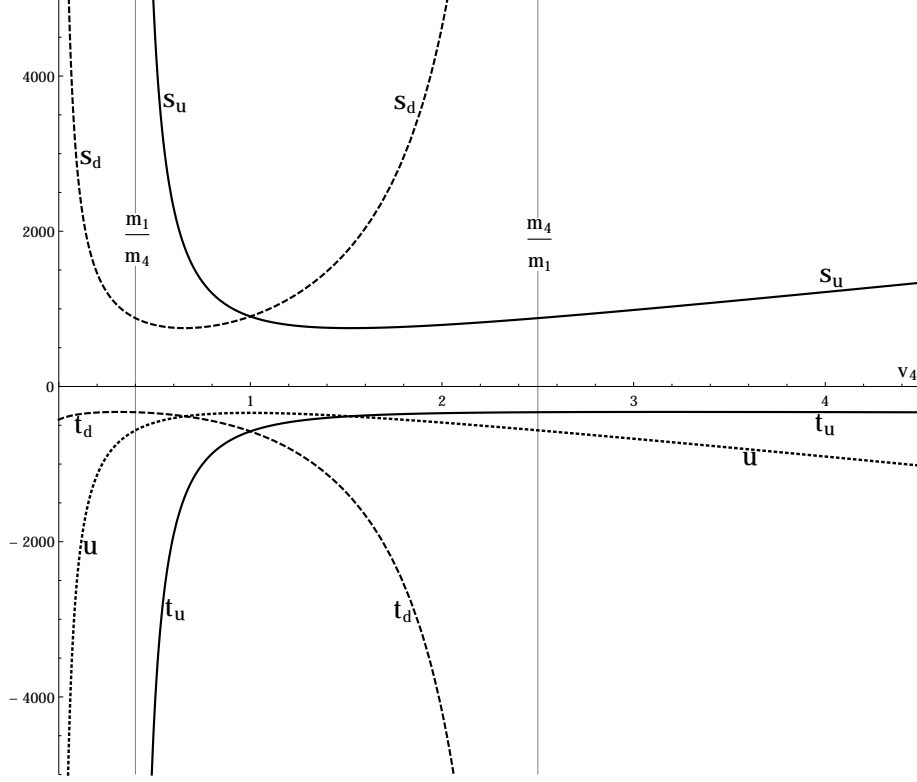 4000
s_u
s_d
s_d
2000
m_1
m_4
m_4
m_1
s_u
0
v_4
1
2
3
4
t_d
t_u
u
− 2000
u
t_u
t_d
− 4000